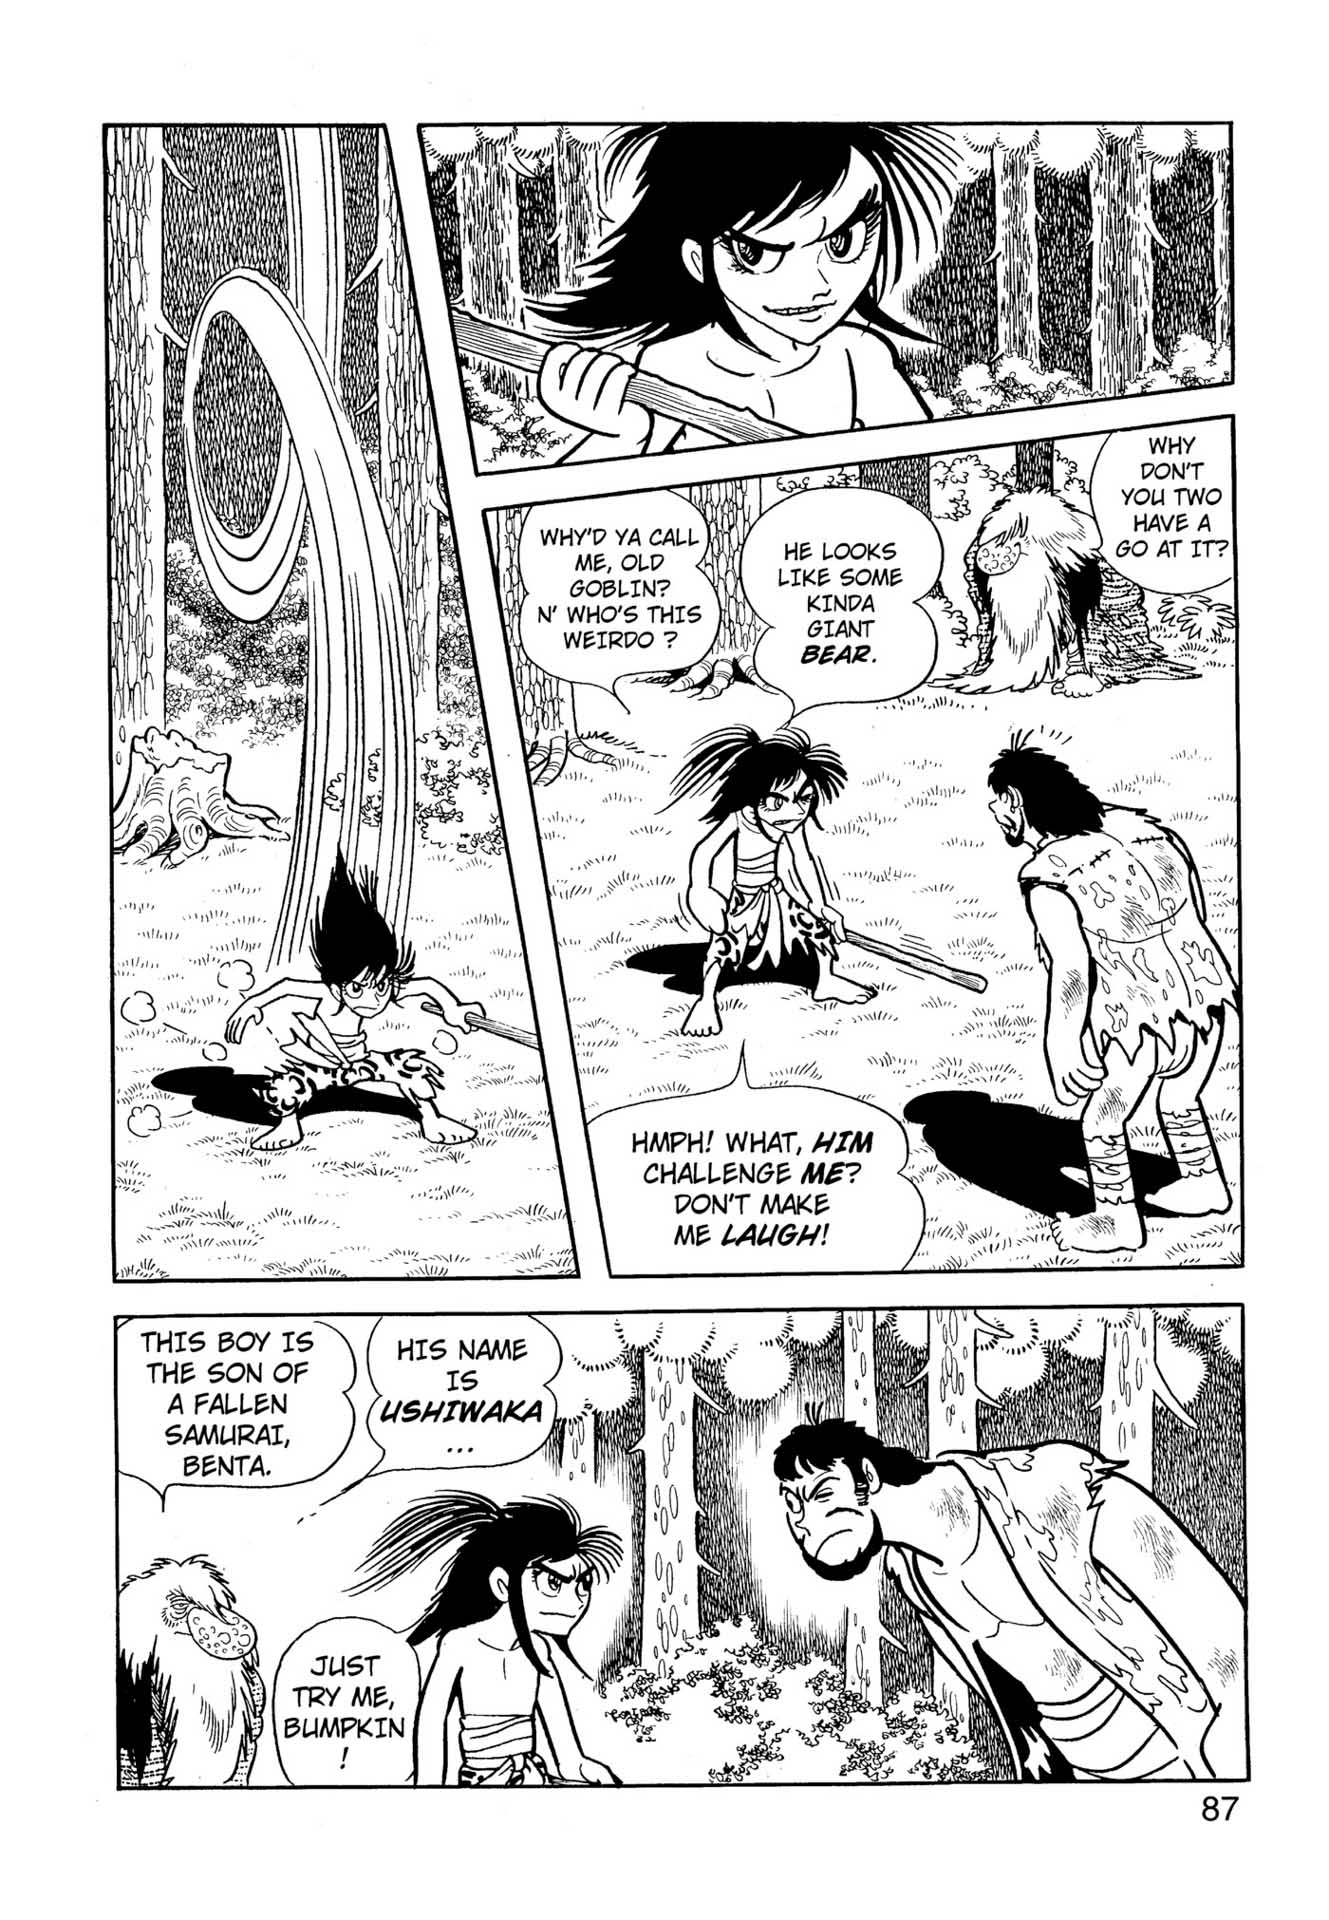 WHY'D YA CALL
ME, OLD
GOBLIN?
N' WHO'S THIS
WEIRDO ?
HE LOOKS
LIKE SOME
KINDA
GIANT
BEAR.
WHY
DON'T
YOU TWO
HAVE A
GO AT IT?
HMPH! WHAT, HIM
CHALLENGE ME?
DON'T MAKE
ME LAUGH!
THIS BOY IS
THE SON OF
A FALLEN
SAMURAI,
BENTA.
HIS NAME
IS
USHIWAKA
...
JUST
TRY ME,
BUMPKIN
!
87